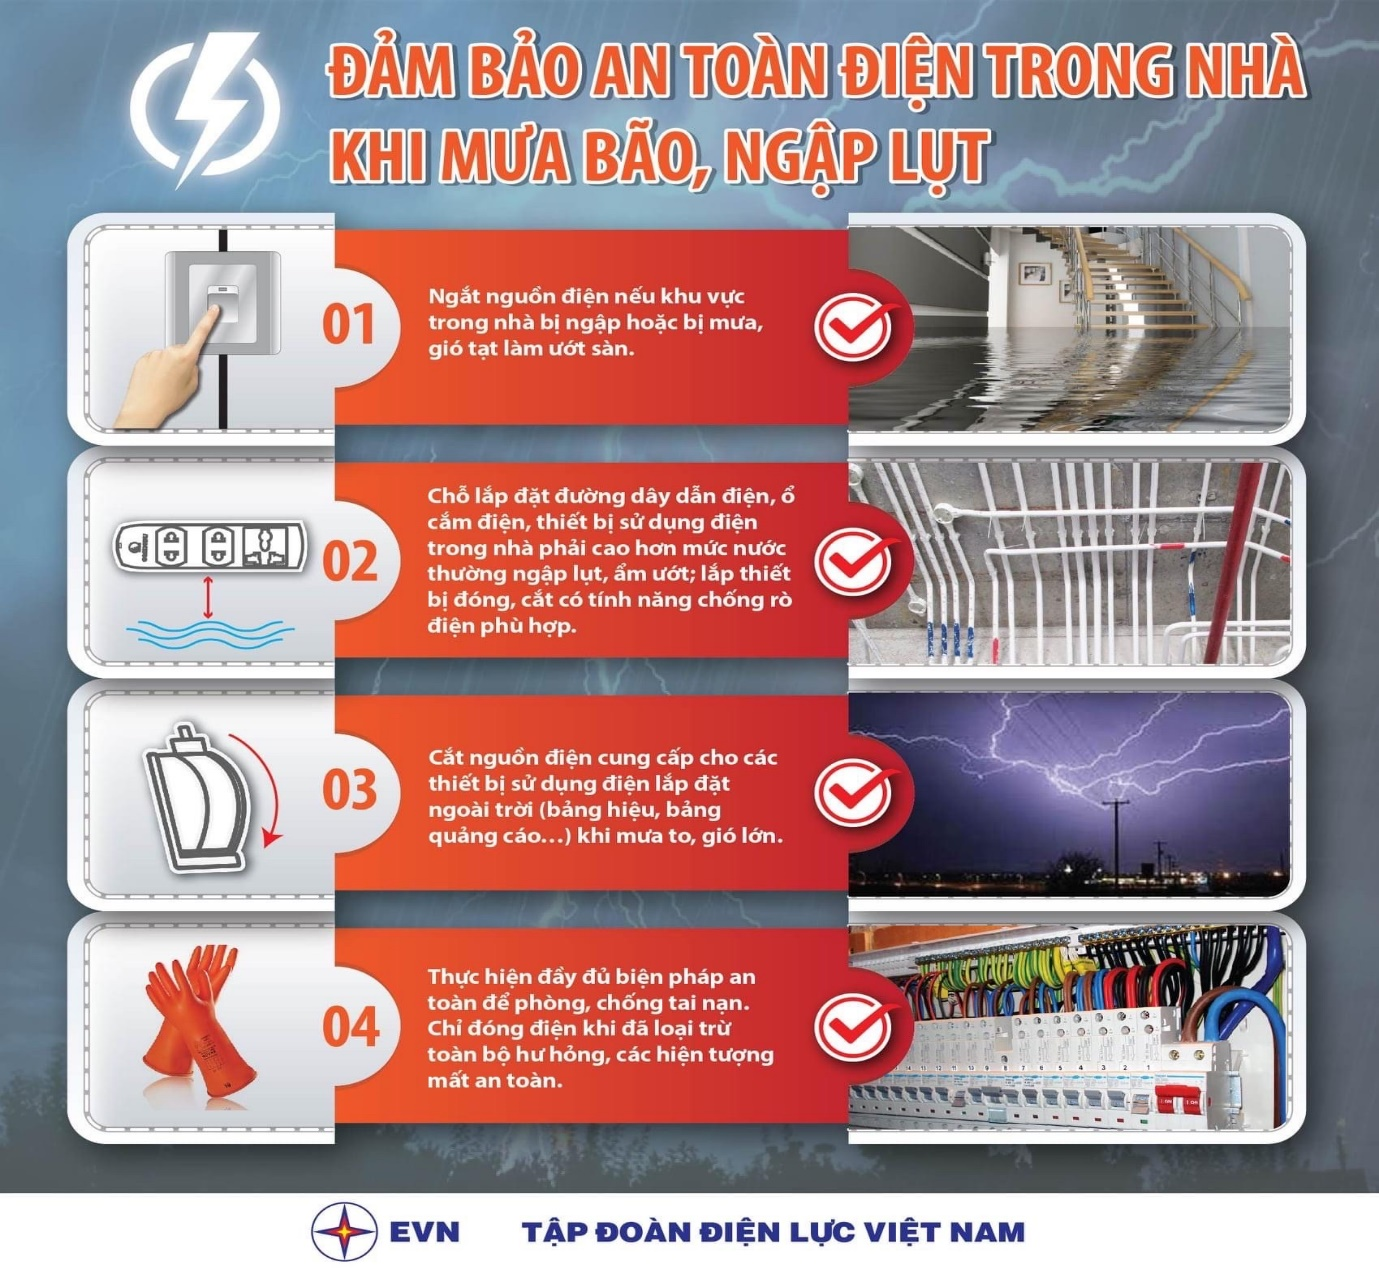 ĐẢM BẢO AN TOÀN ĐIỆN TRONG NHÀ
KHI MƯA BÃO, NGẬP LỤT
01
Ngắt nguồn điện nếu khu vực
trong nhà bị ngập hoặc bị mưa,
gió tạt làm ướt sàn.
02
Chỗ lắp đặt đường dây dẫn điện, ổ
cắm điện, thiết bị sử dụng điện
trong nhà phải cao hơn mức nước
thường ngập lụt, ẩm ướt; lắp thiết
bị đóng, cắt có tính năng chống rò
điện phù hợp.
03
Cắt nguồn điện cung cấp cho các
thiết bị sử dụng điện lắp đặt
ngoài trời (bảng hiệu, bảng
quảng cáo...) khi mưa to, gió lớn.
04
Thực hiện đầy đủ biện pháp an
toàn để phòng, chống tai nạn.
Chỉ đóng điện khi đã loại trừ
toàn bộ hư hỏng, các hiện tượng
mất an toàn.
EVN TẬP ĐOÀN ĐIỆN LỰC VIỆT NAM